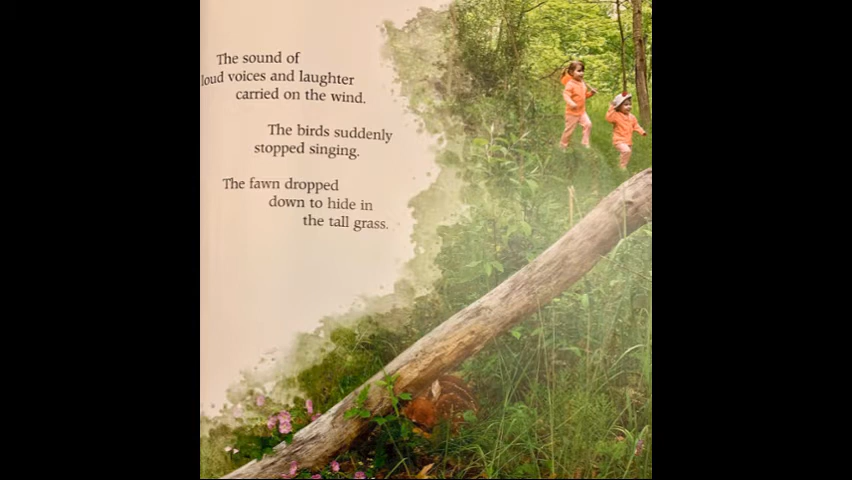 The sound of
loud voices and laughter
carried on the wind.
The birds suddenly
stopped singing.
The fawn dropped
down to hide in
the tall grass.